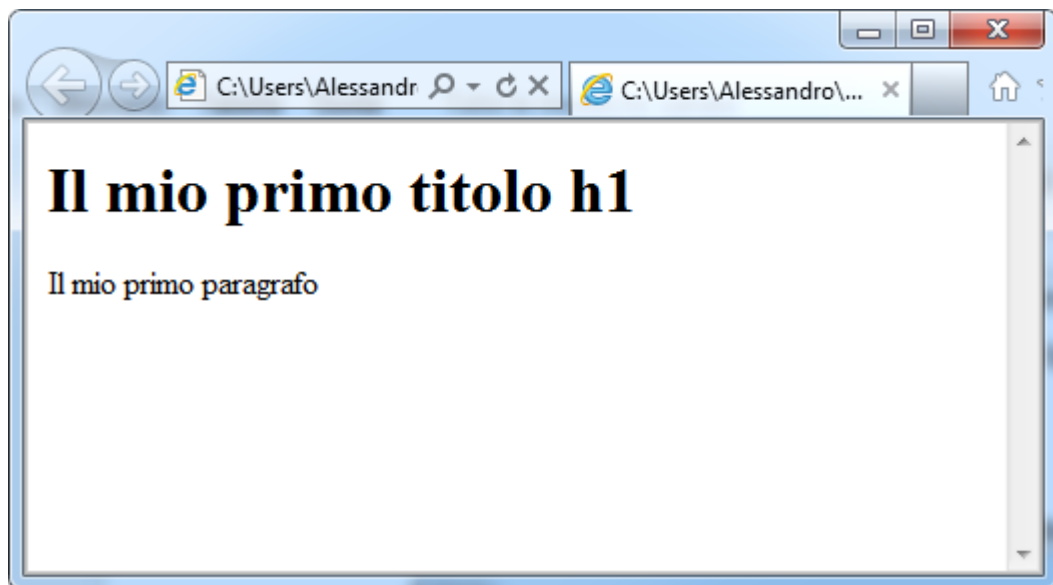 C:\Users\Alessandr
C:\Users\Alessandro\...
Il mio primo titolo h1
Il mio primo paragrafo